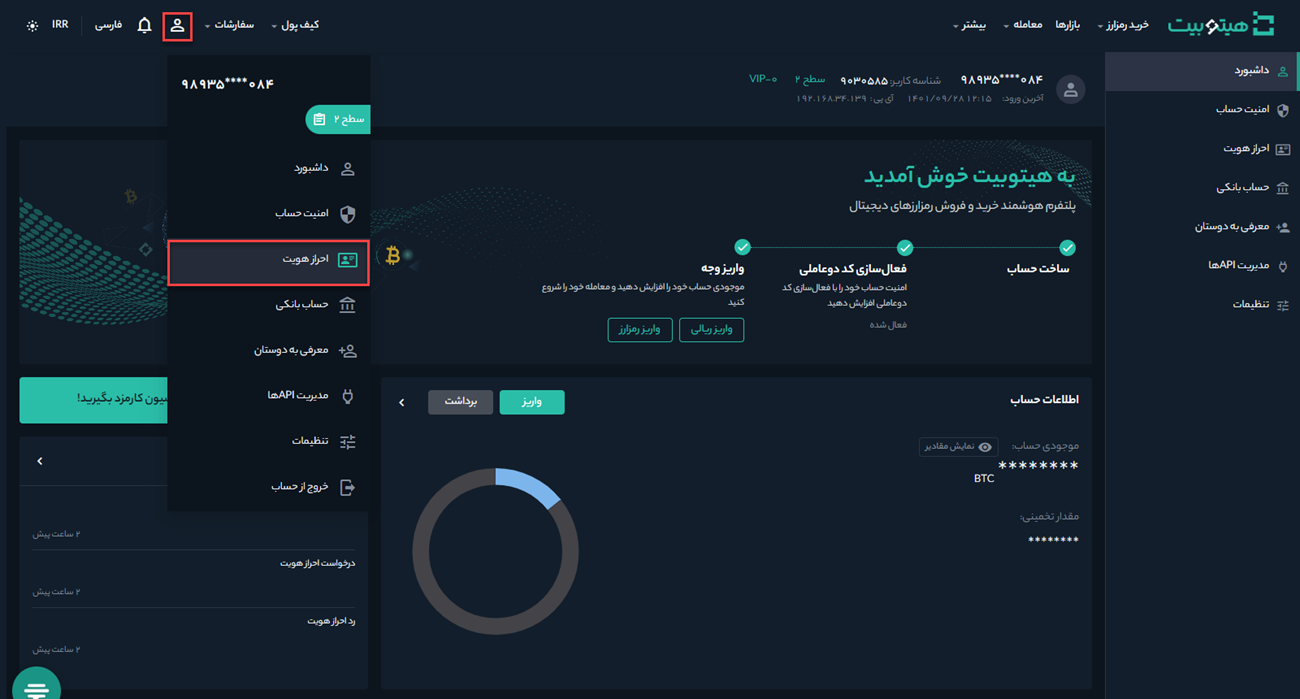 هیتوبیت
خرید رمزارز
بازارها
معامله
بیشتر
کیف پول
سفارشات
فارسی
IRR
داشبورد
امنیت حساب
احراز هویت
حساب بانکی
معرفی به دوستان
مدیریت APIها
تنظیمات
۹۸۹۳۵****۰۸۴
شناسه کاربر: ۹۰۳۰۵۸۵
سطح ۲
VIP-۰
آخرین ورود: ۱۴۰۱/۰۹/۲۸ ۱۲:۱۵
آی پی: ۱۹۲.۱۶۸.۳۴.۱۳۹
به هیتوبیت خوش آمدید
پلتفرم هوشمند خرید و فروش رمزارزهای دیجیتال
ساخت حساب
فعال‌سازی کد دوعاملی
امنیت حساب خود را با فعال‌سازی کد
دوعاملی افزایش دهید
فعال شده
واریز وجه
موجودی حساب خود را افزایش دهید و معامله خود را شروع
کنید
واریز ریالی
واریز رمزارز
اطلاعات حساب
واریز
برداشت
موجودی حساب:
نمایش مقادیر
********
BTC
مقدار تخمینی:
********
۹۸۹۳۵****۰۸۴
سطح ۲
داشبورد
امنیت حساب
احراز هویت
حساب بانکی
معرفی به دوستان
مدیریت APIها
تنظیمات
خروج از حساب
کارمزد بگیرید!
۲ ساعت پیش
درخواست احراز هویت
۲ ساعت پیش
رد احراز هویت
۲ ساعت پیش